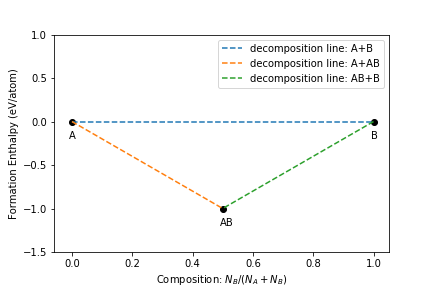 1.0
0.5
0.0
−0.5
−1.0
−1.5
Formation Enthalpy (eV/atom)
decomposition line: A+B
decomposition line: A+AB
decomposition line: AB+B
A
B
AB
0.0 0.2 0.4 0.6 0.8 1.0
Composition: $N_B/(N_A + N_B)$